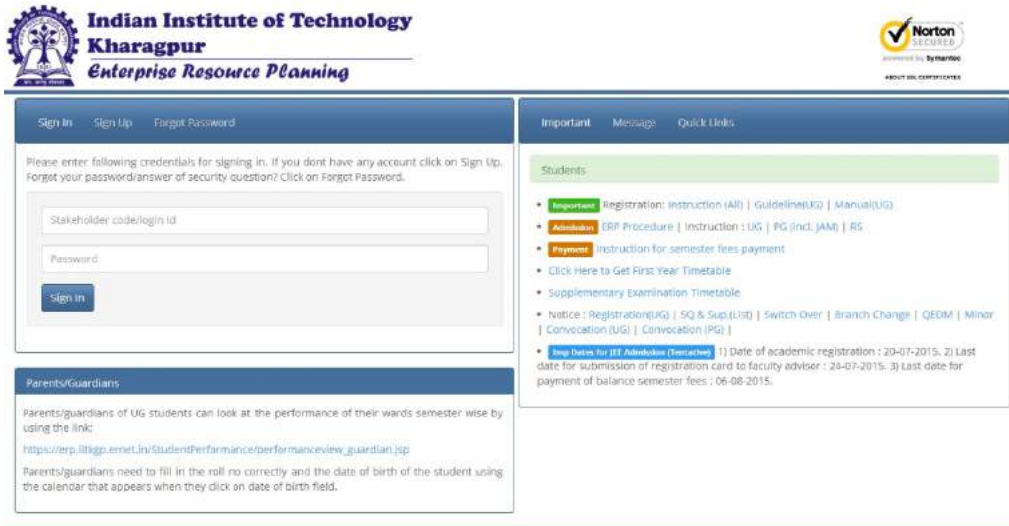 Indian Institute of Technology
Kharagpur
Enterprise Resource Planning
Norton
SECURED
powered by Symantec
ABOUT SSL CERTIFICATES
Sign In Sign Up Forgot Password
Please enter following credentials for signing in. If you dont have any account click on Sign Up.
Forgot your password/answer of security question? Click on Forgot Password.
Stakeholder code/login id
Password
Sign In
Parents/Guardians
Parents/guardians of UG students can look at the performance of their wards semester wise by
using the link:
https://erp.iitkgp.ernet.in/StudentPerformance/performanceview_guardian.jsp
Parents/guardians need to fill in the roll no correctly and the date of birth of the student using
the calendar that appears when they click on date of birth field.
Important Message Quick Links
Students
Important Registration: Instruction (All) | Guideline(UG) | Manual(UG)
Admission ERP Procedure | Instruction : UG | PG (incl. JAM) | RS
Payment Instruction for semester fees payment
Click Here to Get First Year Timetable
Supplementary Examination Timetable
Notice : Registration(UG) | SQ & Sup.(List) | Switch Over | Branch Change | QEDM | Minor
| Convocation (UG) | Convocation (PG) |
Imp Dates for JEE Admission (Tentative) 1) Date of academic registration : 20-07-2015. 2) Last
date for submission of registration card to faculty advisor : 24-07-2015. 3) Last date for
payment of balance semester fees : 06-08-2015.